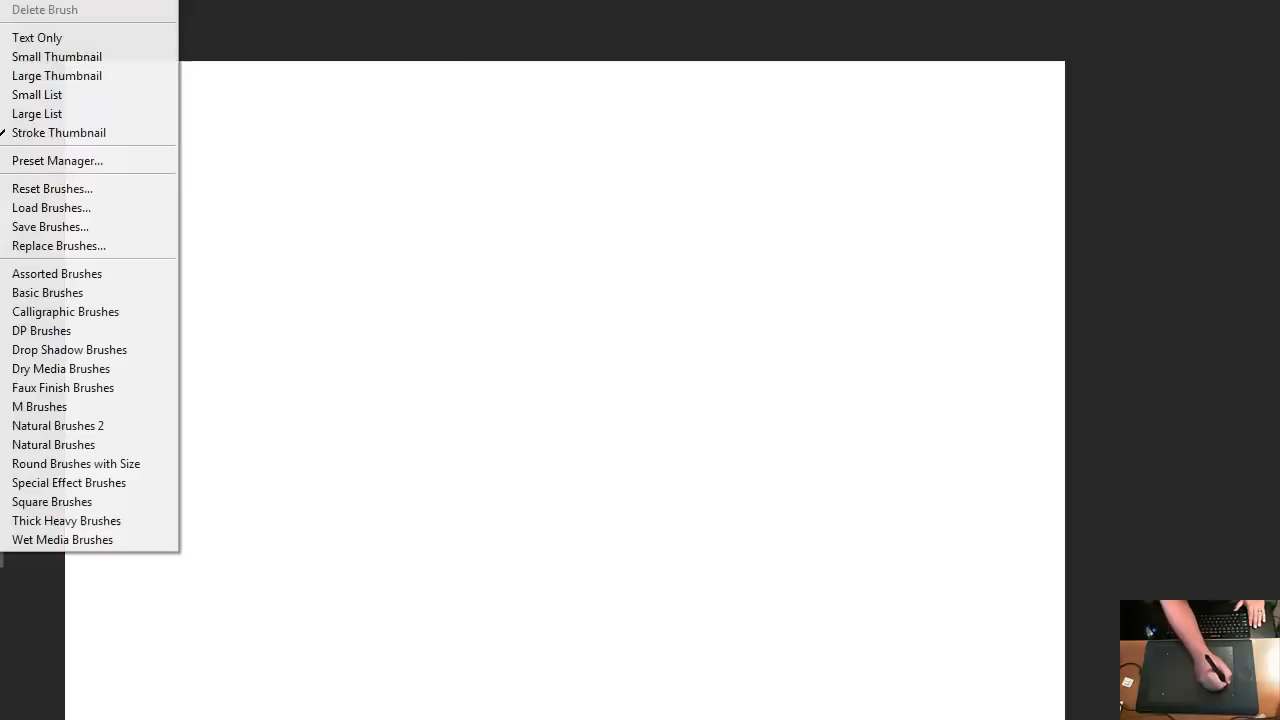 Delete Brush
Text Only
Small Thumbnail
Large Thumbnail
Small List
Large List
Stroke Thumbnail
Preset Manager...
Reset Brushes...
Load Brushes...
Save Brushes...
Replace Brushes...
Assorted Brushes
Basic Brushes
Calligraphic Brushes
DP Brushes
Drop Shadow Brushes
Dry Media Brushes
Faux Finish Brushes
M Brushes
Natural Brushes 2
Natural Brushes
Round Brushes with Size
Special Effect Brushes
Square Brushes
Thick Heavy Brushes
Wet Media Brushes